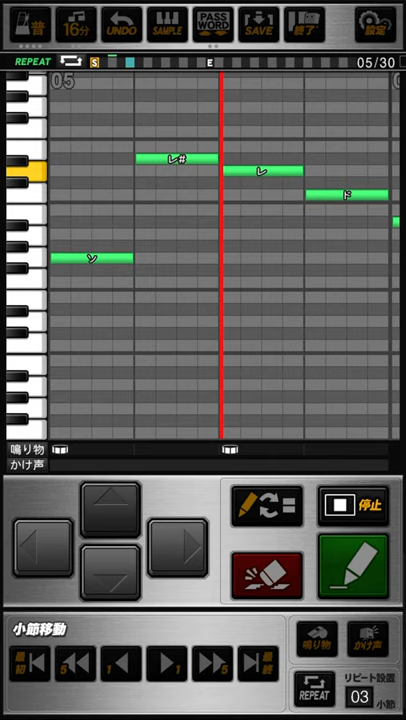 普 16分 UNDO SAMPLE PASS WORD SAVE 終了 設定
REPEAT S E 05/30
05
レ#
レ
ド
ソ
鳴り物
かけ声
停止
小節移動
最初 5 1 1 5 最終
鳴り物 かけ声
リピート設置
REPEAT 03 小節